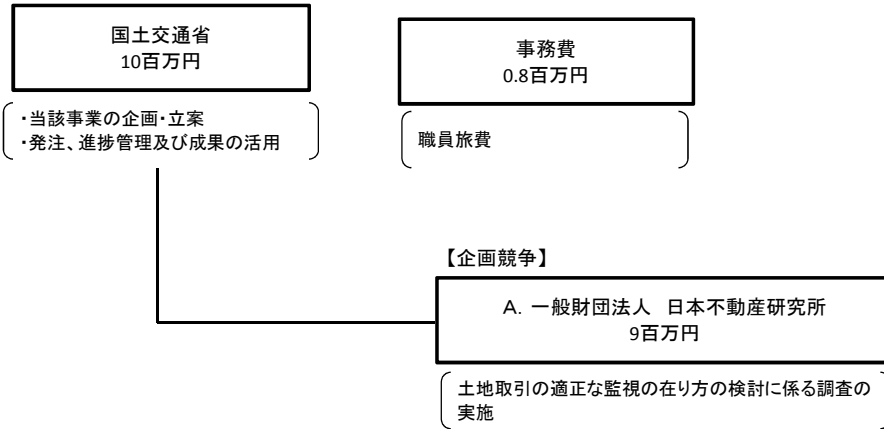 国土交通省
10百万円
・当該事業の企画・立案
・発注、進捗管理及び成果の活用
事務費
0.8百万円
職員旅費
【企画競争】
A. 一般財団法人　日本不動産研究所
9百万円
土地取引の適正な監視の在り方の検討に係る調査の
実施